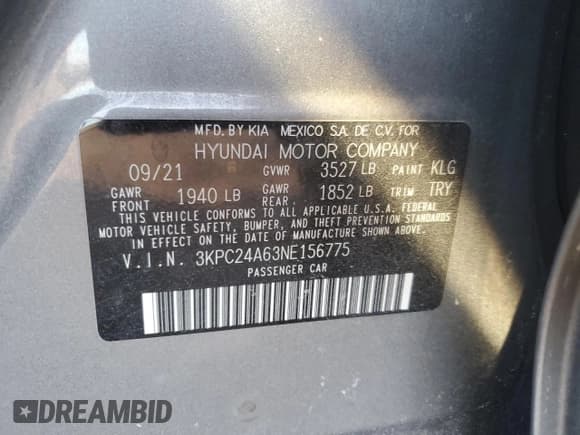 MFD. BY KIA MEXICO S.A. DE C.V. FOR
HYUNDAI MOTOR COMPANY
09/21 GVWR 3527 LB PAINT KLG
GAWR FRONT 1940 LB GAWR REAR. 1852 LB TRIM TRY
THIS VEHICLE CONFORMS TO ALL APPLICABLE U.S.A. FEDERAL
MOTOR VEHICLE SAFETY, BUMPER, AND THEFT PREVENTION STANDARDS
IN EFFECT ON THE DATE OF MANUFACTURE SHOWN ABOVE.
V.I.N. 3KPC24A63NE156775
PASSENGER CAR
DREAMBID